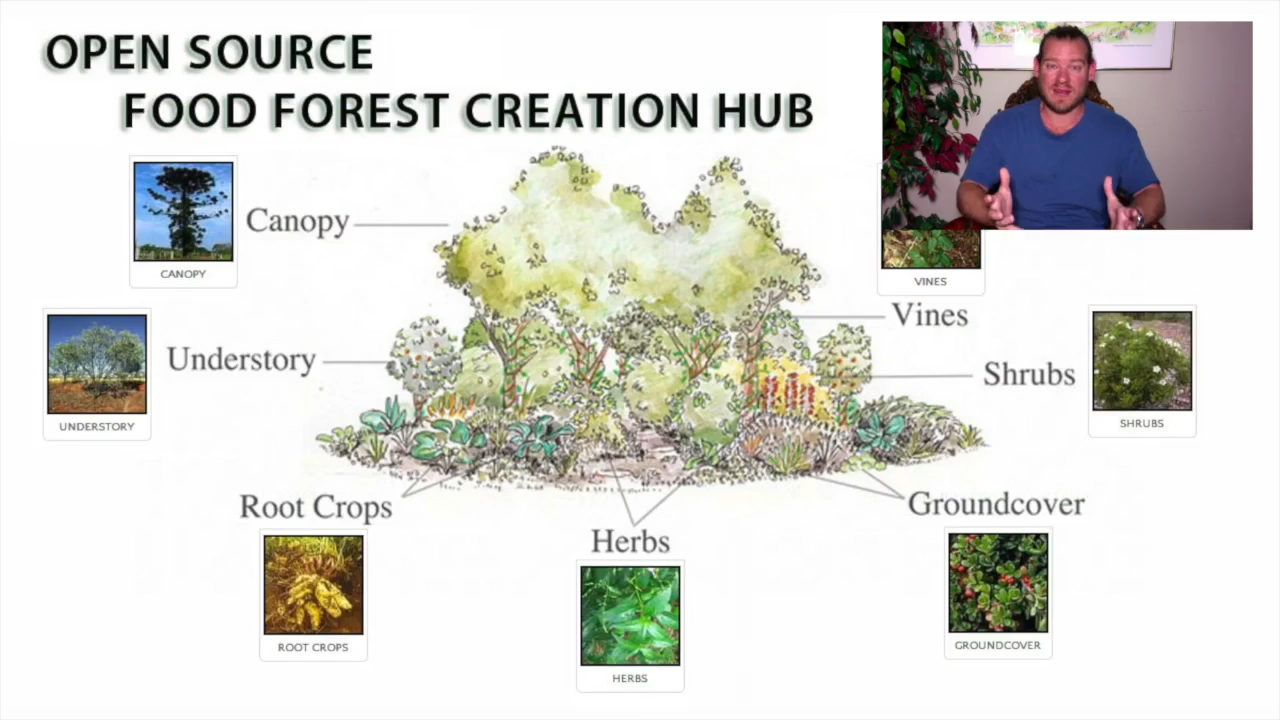 OPEN SOURCE
FOOD FOREST CREATION HUB
CANOPY
Canopy
VINES
Vines
UNDERSTORY
Understory
Shrubs
SHRUBS
Root Crops
ROOT CROPS
Herbs
HERBS
Groundcover
GROUNDCOVER